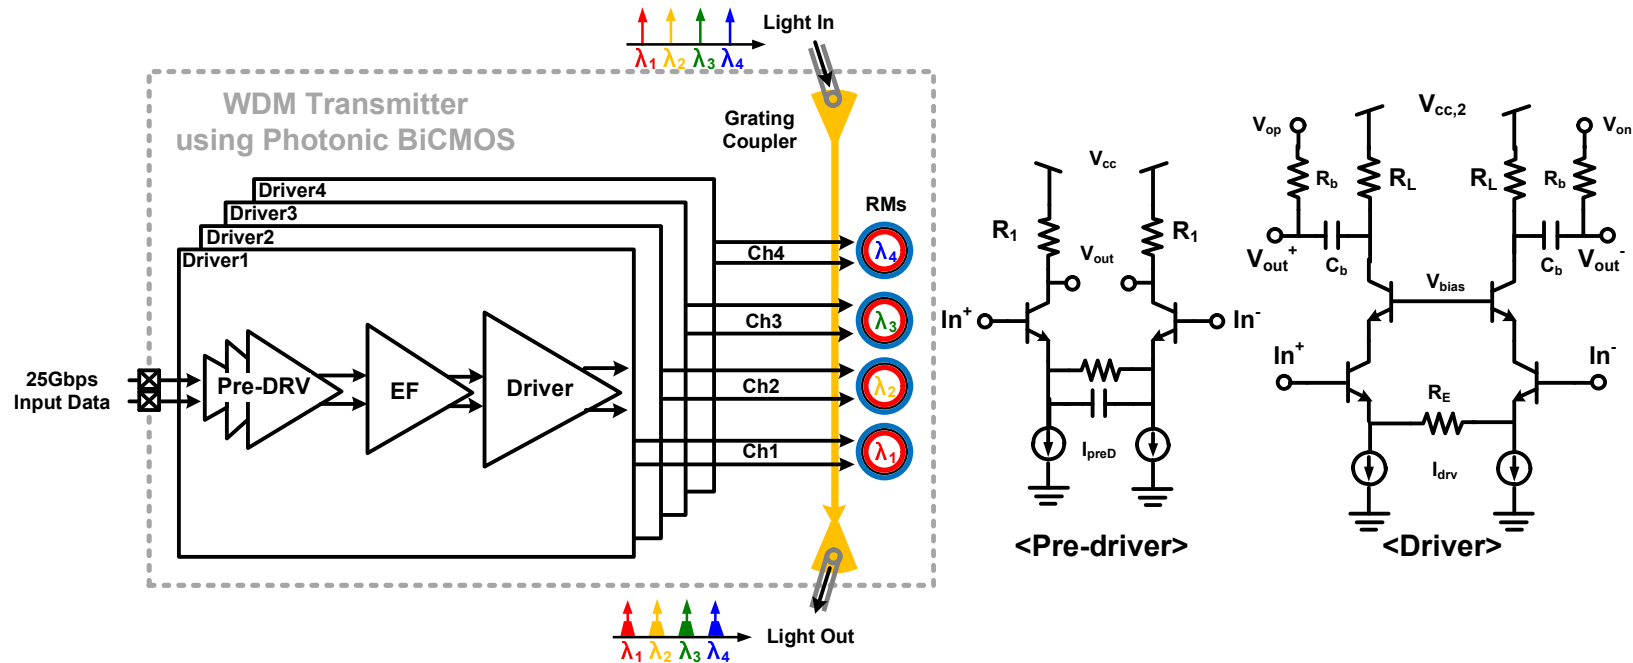 Light In
λ1 λ2 λ3 λ4
WDM Transmitter
using Photonic BiCMOS
Grating
Coupler
Driver4
Driver3
Driver2
Driver1
RMs
λ4
Ch4
λ3
Ch3
λ2
Ch2
λ1
Ch1
25Gbps
Input Data
Pre-DRV
EF
Driver
λ1 λ2 λ3 λ4
Light Out
Vcc
R1
R1
Vout
In+
In-
IpreD
<Pre-driver>
Vcc,2
Vop
Von
Rb
RL
RL
Rb
Vout+
Cb
Cb
Vout-
Vbias
In+
In-
RE
Idrv
<Driver>